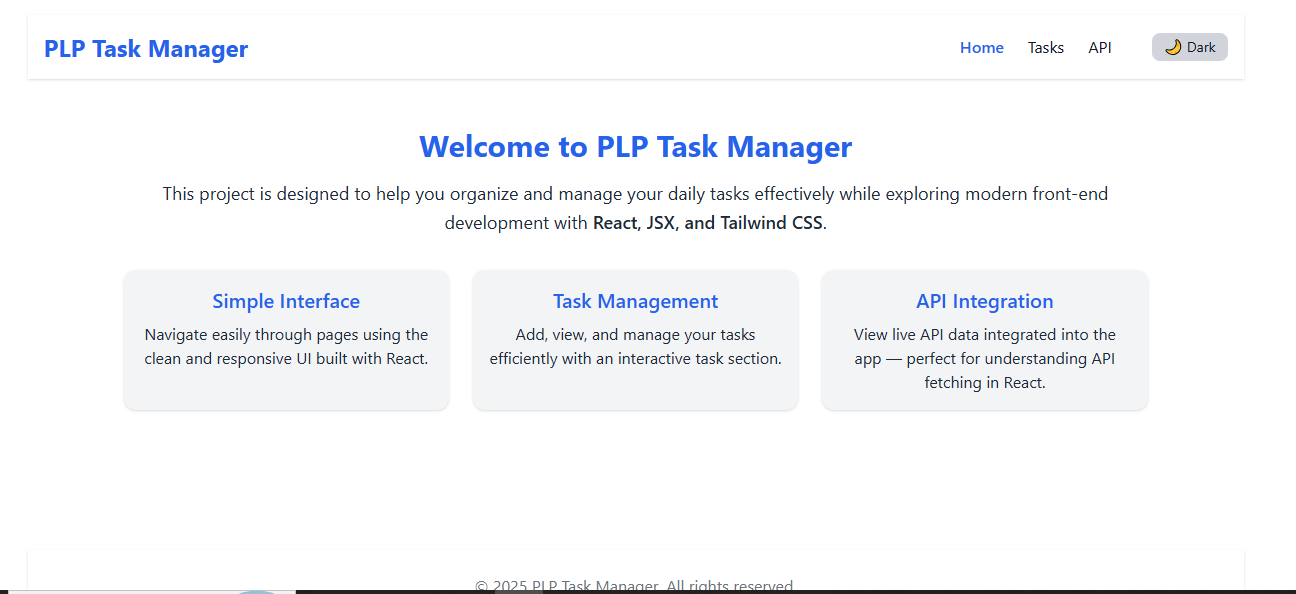 PLP Task Manager
Home Tasks API 🌙 Dark
Welcome to PLP Task Manager
This project is designed to help you organize and manage your daily tasks effectively while exploring modern front-end
development with React, JSX, and Tailwind CSS.
Simple Interface
Navigate easily through pages using the
clean and responsive UI built with React.
Task Management
Add, view, and manage your tasks
efficiently with an interactive task section.
API Integration
View live API data integrated into the
app — perfect for understanding API
fetching in React.
© 2025 PLP Task Manager. All rights reserved.